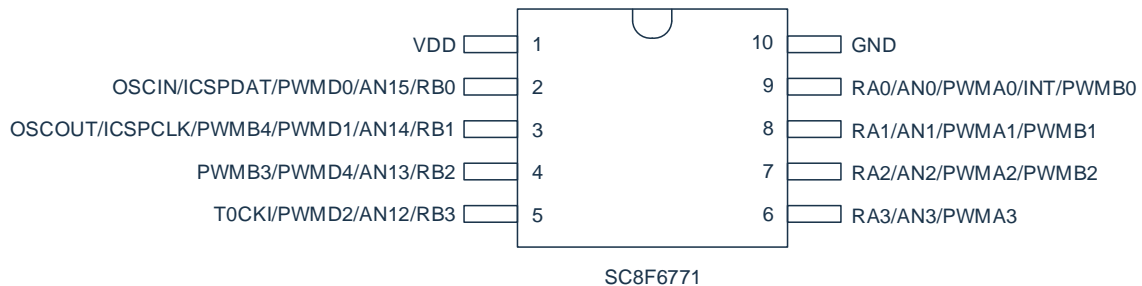 VDD 1 10 GND
OSCIN/ICSPDAT/PWMD0/AN15/RB0 2 9 RA0/AN0/PWMA0/INT/PWMB0
OSCOUT/ICSPCLK/PWMB4/PWMD1/AN14/RB1 3 8 RA1/AN1/PWMA1/PWMB1
PWMB3/PWMD4/AN13/RB2 4 7 RA2/AN2/PWMA2/PWMB2
T0CKI/PWMD2/AN12/RB3 5 6 RA3/AN3/PWMA3
SC8F6771